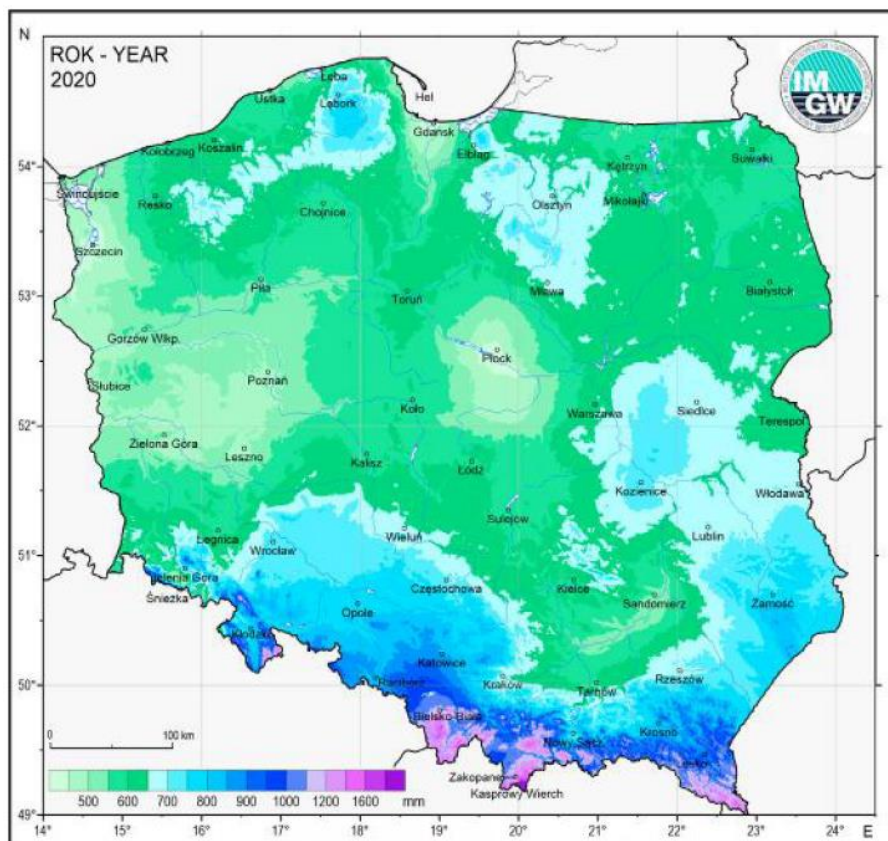 N
ROK - YEAR
2020
IM
GW
Łeba
Ustka
Lębork
Hel
Gdańsk
Koszalin
Kołobrzeg
Elbląg
Kętrzyn
Suwałki
54°
Świnoujście
Resko
Chojnice
Olsztyn
Mikołajki
Szczecin
53°
Piła
Toruń
Mława
Białystok
Gorzów Wlkp.
Płock
Słubice
Poznań
Koło
Warszawa
Siedlce
52°
Terespol
Zielona Góra
Leszno
Kalisz
Łódź
Kozienice
Włodawa
Sulejów
Legnica
Wrocław
Wieluń
Lublin
51°
Jelenia Góra
Częstochowa
Kielce
Sandomierz
Zamość
Śnieżka
Opole
Kłodzko
Katowice
Kraków
Rzeszów
50°
Racibórz
Tarnów
Bielsko-Biała
Nowy Sącz
Krosno
0 100 km
Lesko
Zakopane
Kasprowy Wierch
500 600 700 800 900 1000 1200 1600 mm
49°
14° 15° 16° 17° 18° 19° 20° 21° 22° 23° 24° E